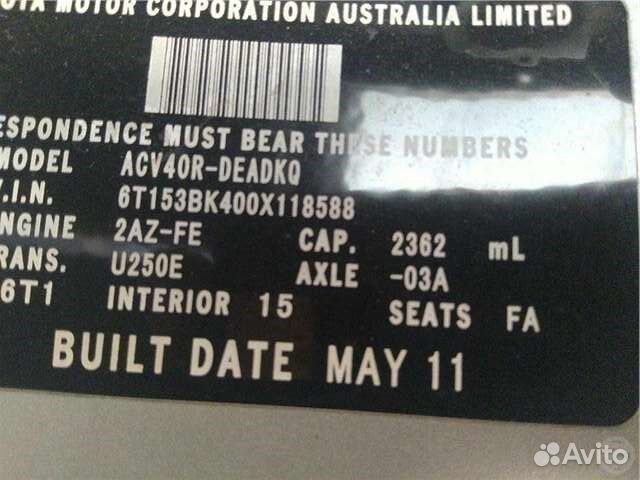 OTA MOTOR CORPORATION AUSTRALIA LIMITED
ESPONDENCE MUST BEAR THESE NUMBERS
MODEL ACV40R-DEADKQ
.I.N. 6T153BK400X118588
NGINE 2AZ-FE CAP. 2362 mL
RANS. U250E AXLE -03A
6T1 INTERIOR 15 SEATS FA
BUILT DATE MAY 11
Avito